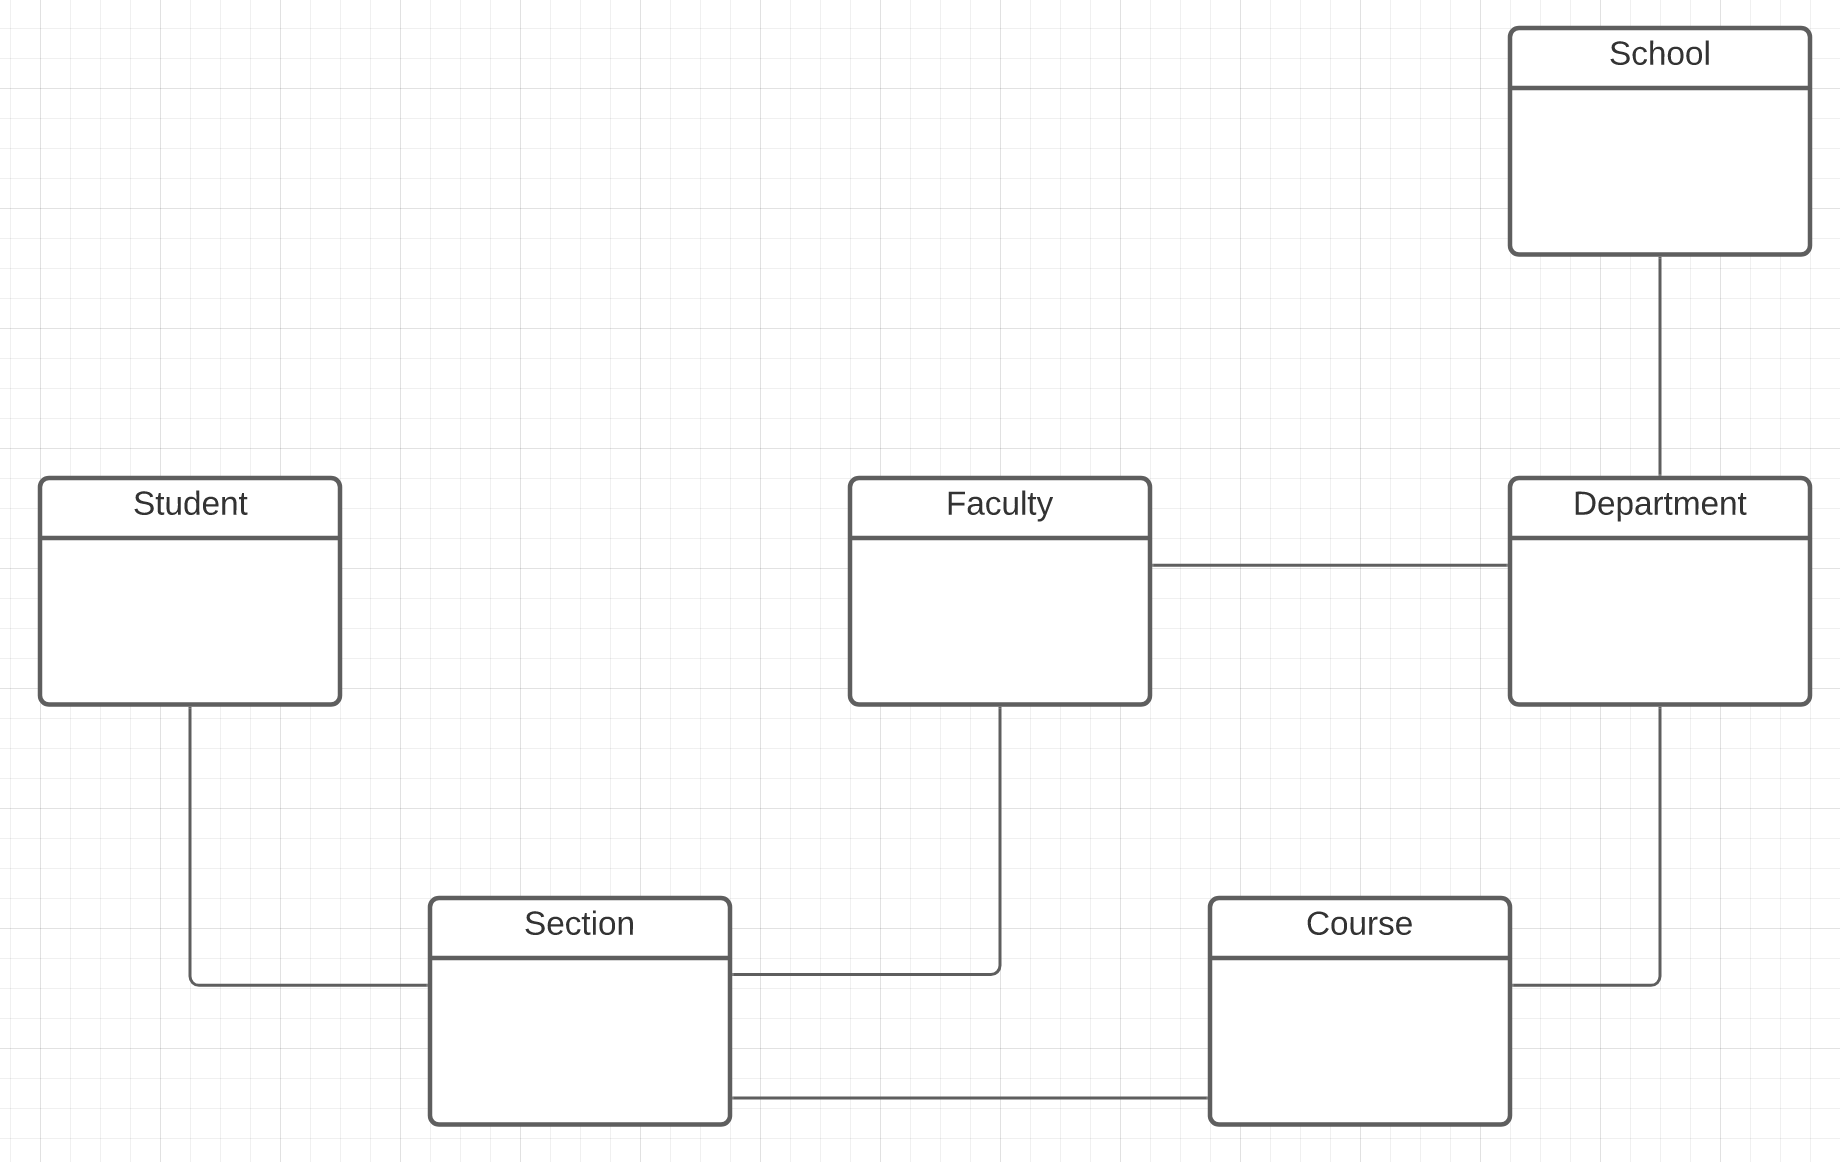 School
Student
Faculty
Department
Section
Course